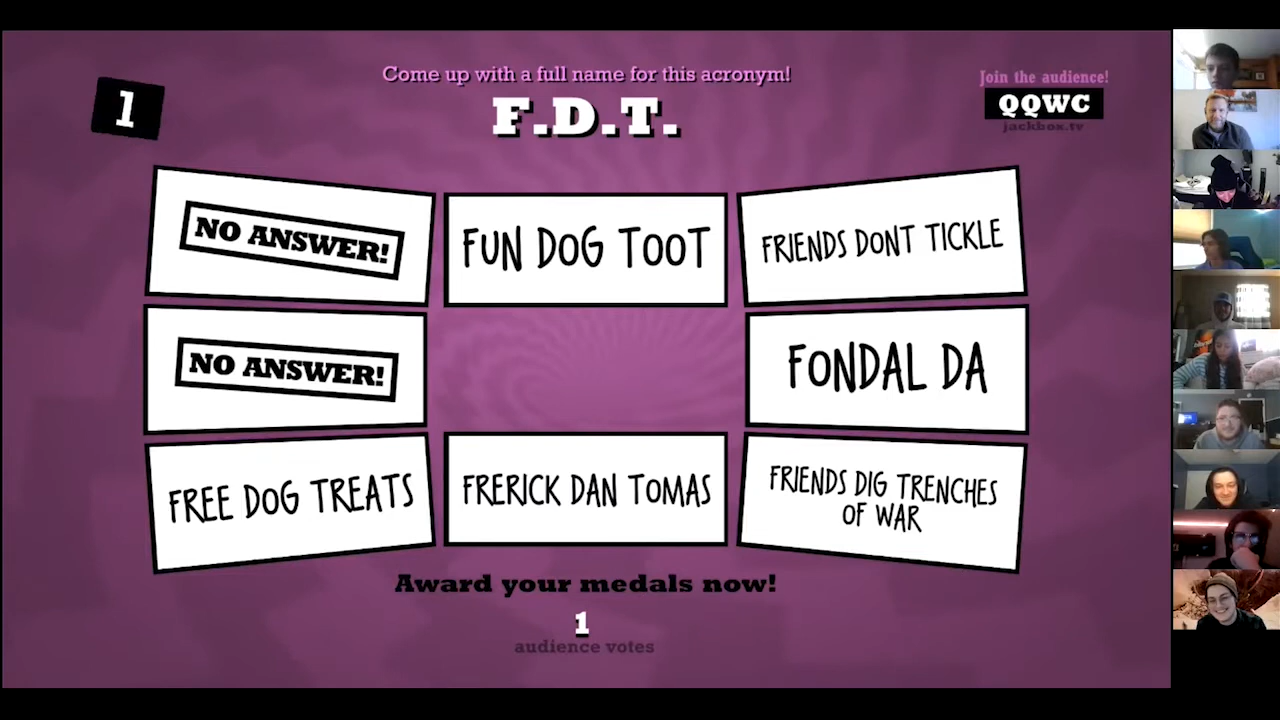 Come up with a full name for this acronym!
F.D.T.
1
Join the audience!
QQWC
jackbox.tv
NO ANSWER!
FUN DOG TOOT
FRIENDS DONT TICKLE
NO ANSWER!
FONDAL DA
FREE DOG TREATS
FRERICK DAN TOMAS
FRIENDS DIG TRENCHES
OF WAR
Award your medals now!
1
audience votes